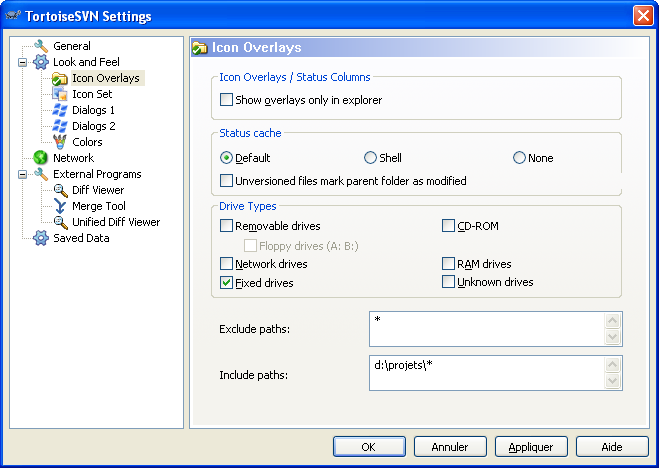 TortoiseSVN Settings
General
Look and Feel
Icon Overlays
Icon Set
Dialogs 1
Dialogs 2
Colors
Network
External Programs
Diff Viewer
Merge Tool
Unified Diff Viewer
Saved Data
Icon Overlays
Icon Overlays / Status Columns
Show overlays only in explorer
Status cache
Default Shell None
Unversioned files mark parent folder as modified
Drive Types
Removable drives CD-ROM
Floppy drives (A: B:)
Network drives RAM drives
Fixed drives Unknown drives
Exclude paths: *
Include paths: d:\projets\*
OK Annuler Appliquer Aide